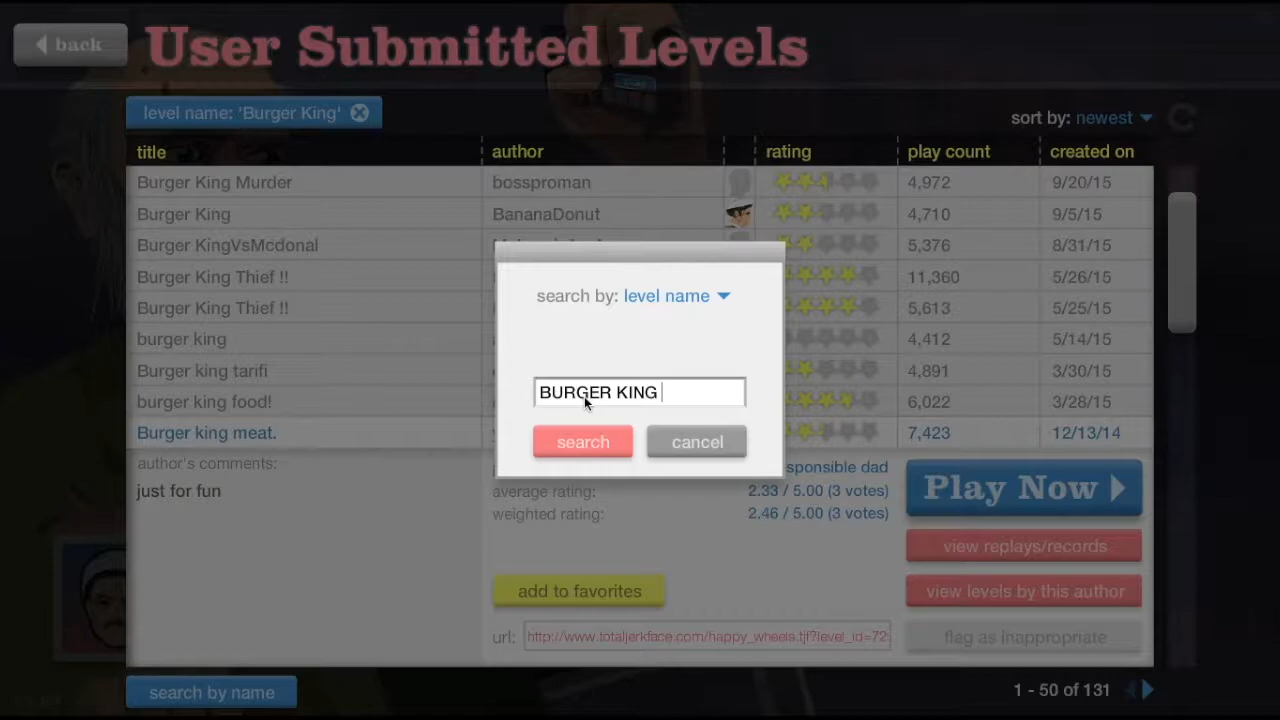 back
User Submitted Levels
level name: 'Burger King'
sort by: newest
title author rating play count created on
Burger King Murder bossproman 4,972 9/20/15
Burger King BananaDonut 4,710 9/5/15
Burger KingVsMcdonal 5,376 8/31/15
Burger King Thief !! 11,360 5/26/15
Burger King Thief !! 5,613 5/25/15
burger king 4,412 5/14/15
Burger king tarifi 4,891 3/31/15
burger king food! 6,022 3/28/15
Burger king meat. 7,423 12/13/14
search by: level name
BURGER KING
search cancel
author's comments:
just for fun
sponsible dad
average rating: 2.33 / 5.00 (3 votes)
weighted rating: 2.46 / 5.00 (3 votes)
Play Now
view replays/records
add to favorites
view levels by this author
url: http://www.totaljerkface.com/happy_wheels.tjf?level_id=72
flag as inappropriate
search by name
1 - 50 of 131